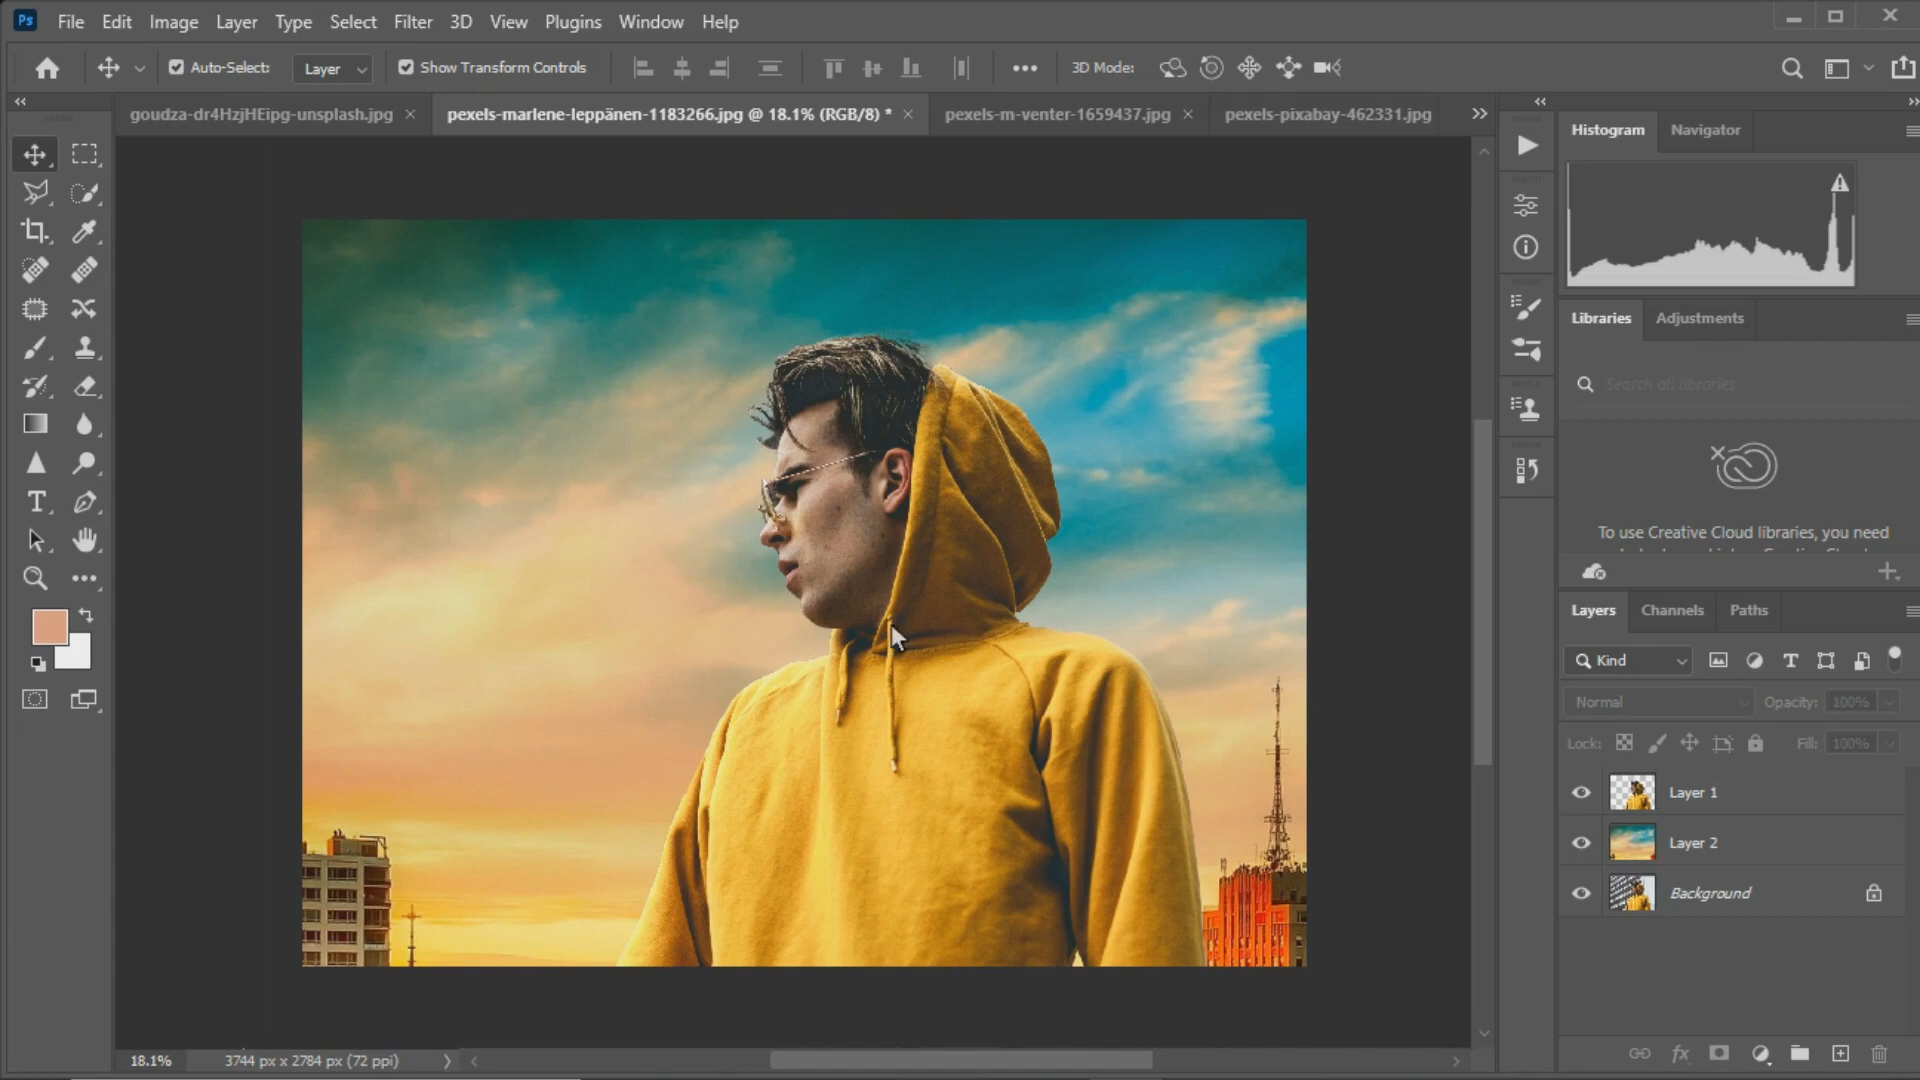 Ps File Edit Image Layer Type Select Filter 3D View Plugins Window Help
Auto-Select: Layer Show Transform Controls 3D Mode:
goudza-dr4HzjHEipg-unsplash.jpg pexels-marlene-leppänen-1183266.jpg @ 18.1% (RGB/8) * pexels-m-venter-1659437.jpg pexels-pixabay-462331.jpg
Histogram Navigator
Libraries Adjustments
Search all libraries
To use Creative Cloud libraries, you need
Layers Channels Paths
Kind
Normal Opacity: 100%
Lock: Fill: 100%
Layer 1
Layer 2
Background
18.1% 3744 px x 2784 px (72 ppi)
fx